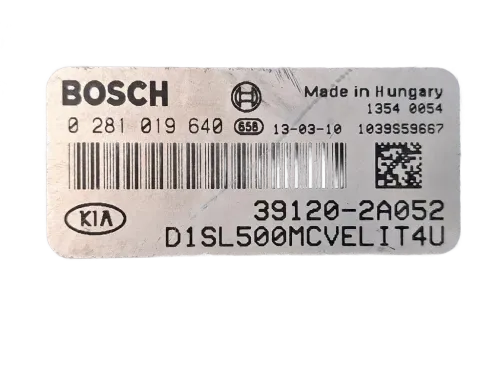 BOSCH
Made in Hungary
1354 0054
0 281 019 640 658 13-03-10 1039S59667
KIA
39120-2A052
D1SL500MCVELIT4U